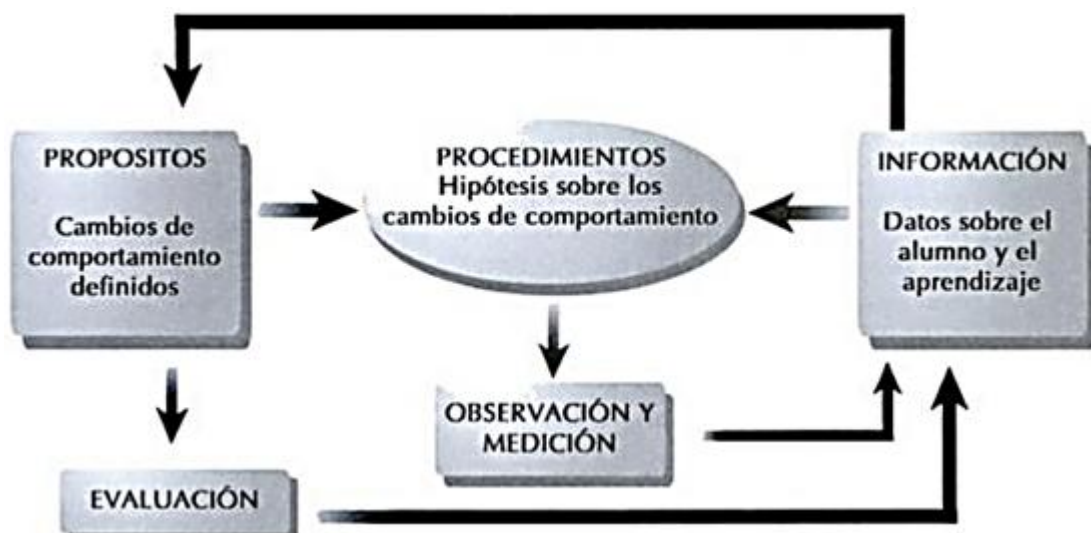 PROPOSITOS
Cambios de
comportamiento
definidos
PROCEDIMIENTOS
Hipótesis sobre los
cambios de comportamiento
INFORMACIÓN
Datos sobre el
alumno y el
aprendizaje
OBSERVACIÓN Y
MEDICIÓN
EVALUACIÓN